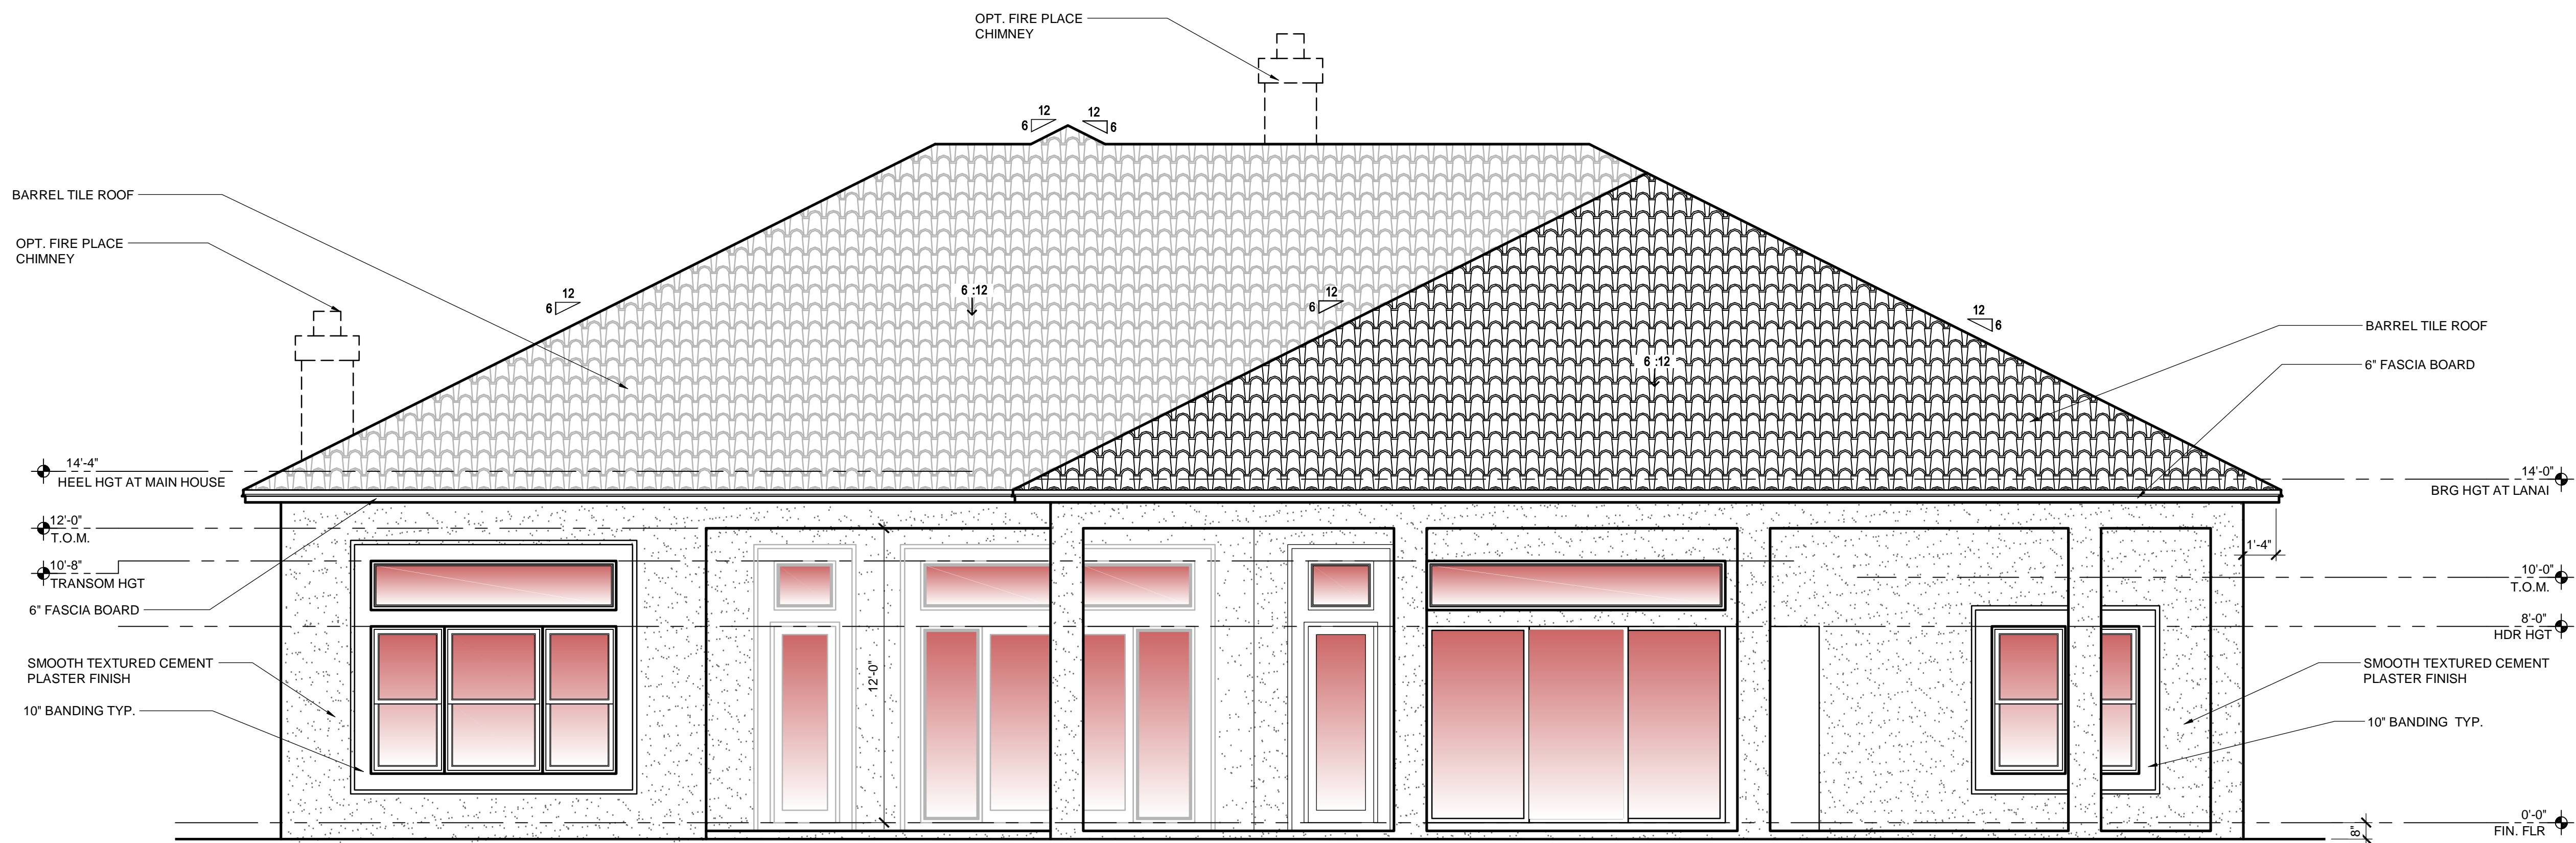 OPT. FIRE PLACE
CHIMNEY
12
6
12
6
BARREL TILE ROOF
OPT. FIRE PLACE
CHIMNEY
12
6
6 :12
12
6
12
6
6 :12
BARREL TILE ROOF
6" FASCIA BOARD
14'-4"
HEEL HGT AT MAIN HOUSE
14'-0"
BRG HGT AT LANAI
12'-0"
T.O.M.
1'-4"
10'-8"
TRANSOM HGT
10'-0"
T.O.M.
6" FASCIA BOARD
8'-0"
HDR HGT
SMOOTH TEXTURED CEMENT
PLASTER FINISH
12'-0"
SMOOTH TEXTURED CEMENT
PLASTER FINISH
10" BANDING TYP.
10" BANDING TYP.
0'-0"
FIN. FLR
8"